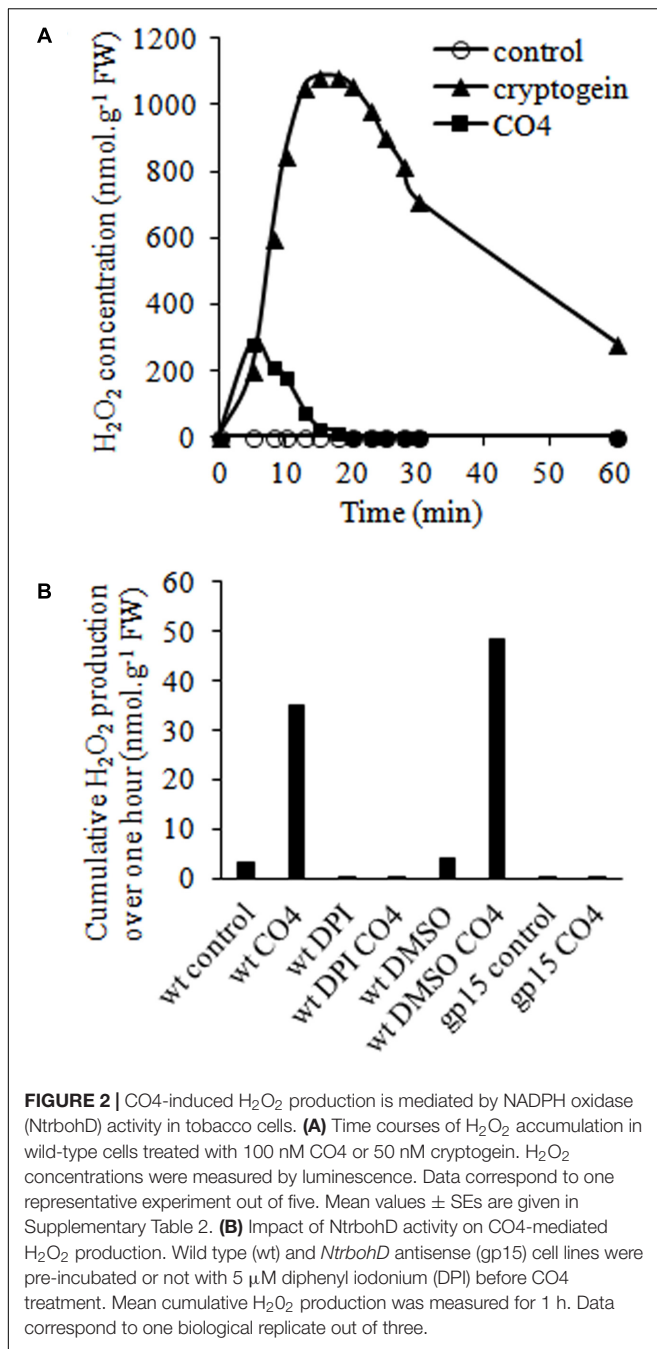 A
1200
1000
800
600
400
200
0
H₂O₂ concentration (nmol.g⁻¹ FW)
control
cryptogein
CO4
0 10 20 30 40 50 60
Time (min)
B
60
50
40
30
20
10
0
Cumulative H₂O₂ production
over one hour (nmol.g⁻¹ FW)
wt control
wt CO4
wt DPI
wt DPI CO4
wt DMSO
wt DMSO CO4
gp15 control
gp15 CO4
FIGURE 2 | CO4-induced H₂O₂ production is mediated by NADPH oxidase
(NtrbohD) activity in tobacco cells. (A) Time courses of H₂O₂ accumulation in
wild-type cells treated with 100 nM CO4 or 50 nM cryptogein. H₂O₂
concentrations were measured by luminescence. Data correspond to one
representative experiment out of five. Mean values ± SEs are given in
Supplementary Table 2. (B) Impact of NtrbohD activity on CO4-mediated
H₂O₂ production. Wild type (wt) and NtrbohD antisense (gp15) cell lines were
pre-incubated or not with 5 μM diphenyl iodonium (DPI) before CO4
treatment. Mean cumulative H₂0₂ production was measured for 1 h. Data
correspond to one biological replicate out of three.